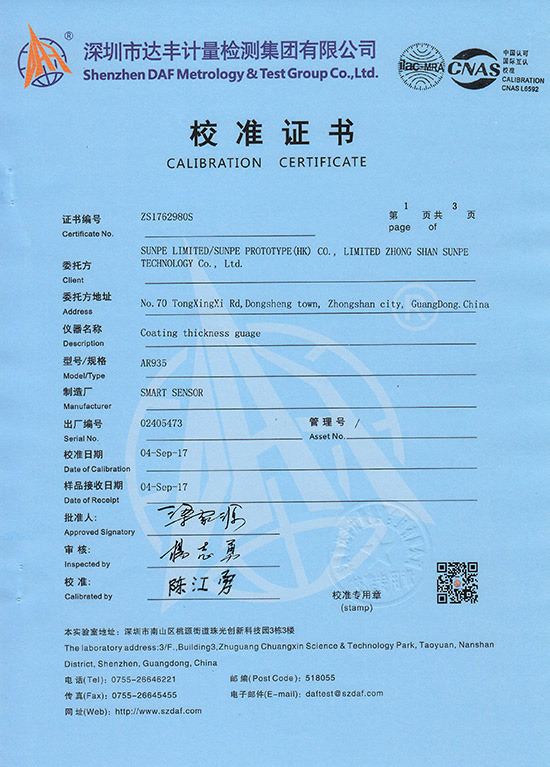 深圳市达丰计量检测集团有限公司
Shenzhen DAF Metrology & Test Group Co.,Ltd.
ilac-MRA
CNAS
中国认可
国际互认
校准
CALIBRATION
CNAS L6592
校准证书
CALIBRATION CERTIFICATE
证书编号 ZS1762980S 第 1 页共 3 页
Certificate No. page of
SUNPE LIMITED/SUNPE PROTOTYPE(HK) CO., LIMITED ZHONG SHAN SUNPE
委托方 TECHNOLOGY Co., Ltd.
Client
委托方地址 No.70 TongXingXi Rd,Dongsheng town, Zhongshan city, GuangDong.China
Address
仪器名称 Coating thickness guage
Description
型号/规格 AR935
Model/Type
制造厂 SMART SENSOR
Manufacturer
出厂编号 02405473 管理号 /
Serial No. Asset No.
校准日期 04-Sep-17
Date of Calibration
样品接收日期 04-Sep-17
Date of Receipt
批准人:
Approved Signatory
审核: 杨志勇
Inspected by
校准: 陈江勇
Calibrated by
校准专用章
(stamp)
本实验室地址: 深圳市南山区桃源街道珠光创新科技园3栋3楼
The laboratory address:3/F.,Building3,Zhuguang Chuangxin Science & Technology Park, Taoyuan, Nanshan
District, Shenzhen, Guangdong, China
电话(Tel): 0755-26646221 邮编(Post Code): 518055
传真(Fax): 0755-26645455 电子邮件(E-mail): daftest@szdaf.com
网址(Web): http://www.szdaf.com